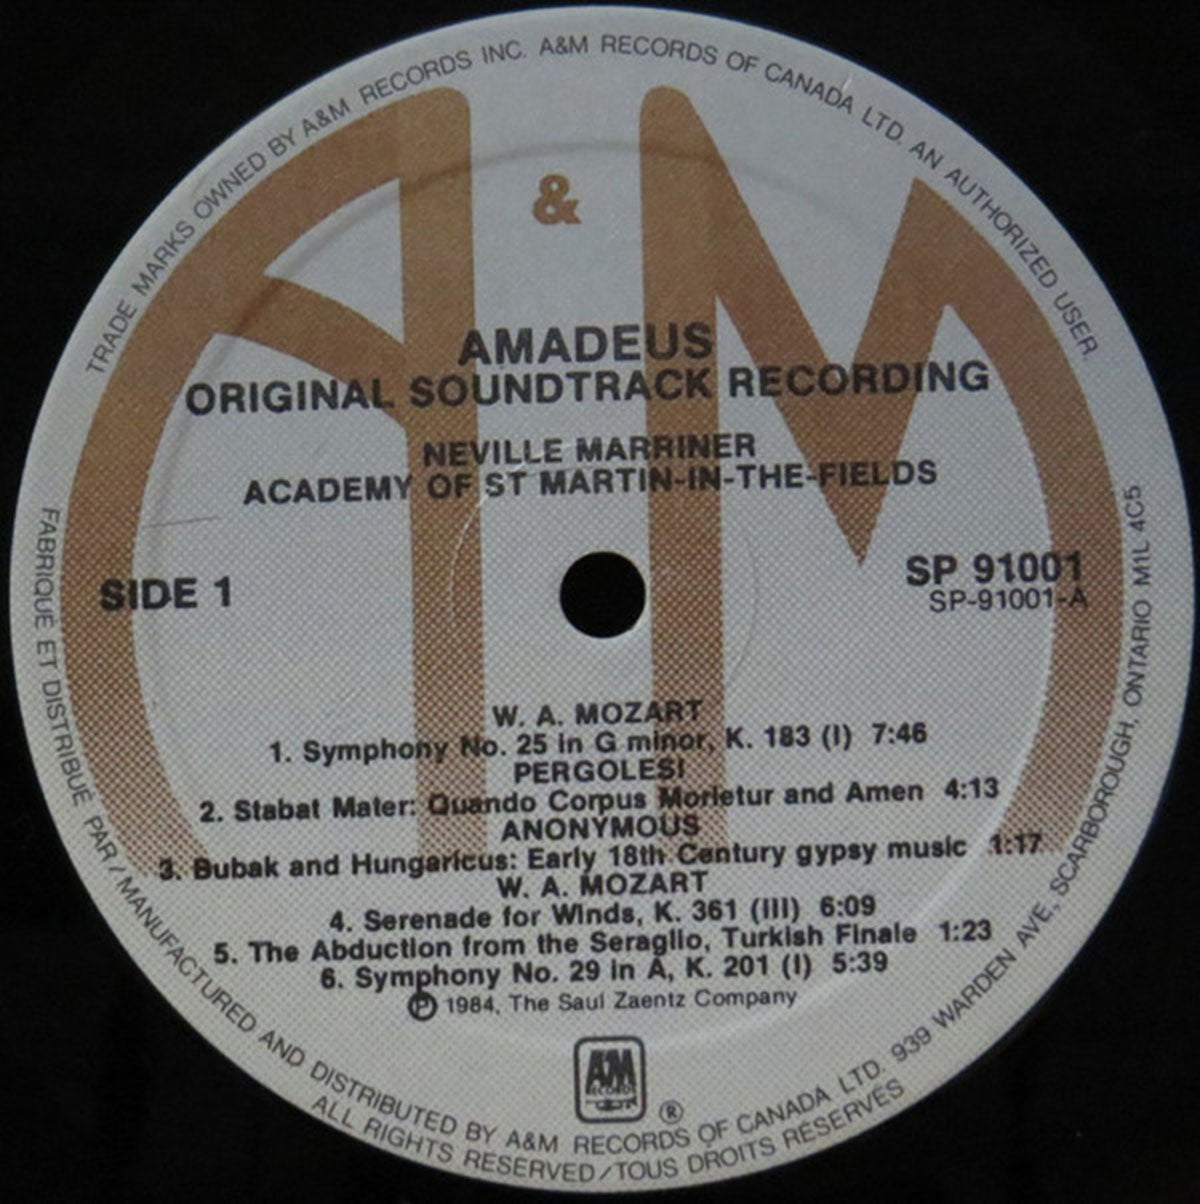 TRADE MARKS OWNED BY A&M RECORDS INC. A&M RECORDS OF CANADA LTD. AN AUTHORIZED USER.
&
AMADEUS
ORIGINAL SOUNDTRACK RECORDING
NEVILLE MARRINER
ACADEMY OF ST MARTIN-IN-THE-FIELDS
SIDE 1
SP 91001
SP-91001-A
W. A. MOZART
1. Symphony No. 25 in G minor, K. 183 (I) 7:46
PERGOLESI
2. Stabat Mater: Quando Corpus Morietur and Amen 4:13
ANONYMOUS
3. Bubak and Hungaricus: Early 18th Century gypsy music 1:17
W. A. MOZART
4. Serenade for Winds, K. 361 (III) 6:09
5. The Abduction from the Seraglio, Turkish Finale 1:23
6. Symphony No. 29 in A, K. 201 (I) 5:39
℗ 1984, The Saul Zaentz Company
A&M
RECORDS
®
FABRIQUÉ ET DISTRIBUÉ PAR / MANUFACTURED AND DISTRIBUTED BY A&M RECORDS OF CANADA LTD. 939 WARDEN AVE, SCARBOROUGH, ONTARIO M1L 4C5
ALL RIGHTS RESERVED / TOUS DROITS RESERVÉS